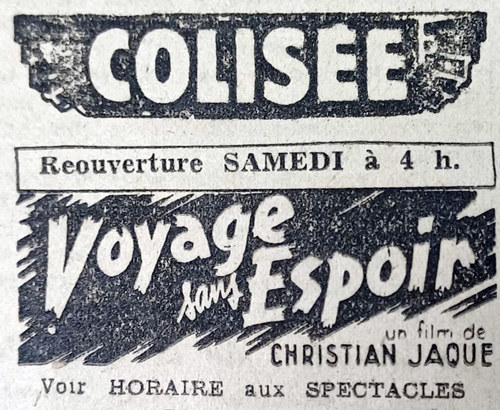 COLISÉE
Reouverture SAMEDI à 4 h.
Voyage
sans Espoir
un film de
CHRISTIAN JAQUE
Voir HORAIRE aux SPECTACLES